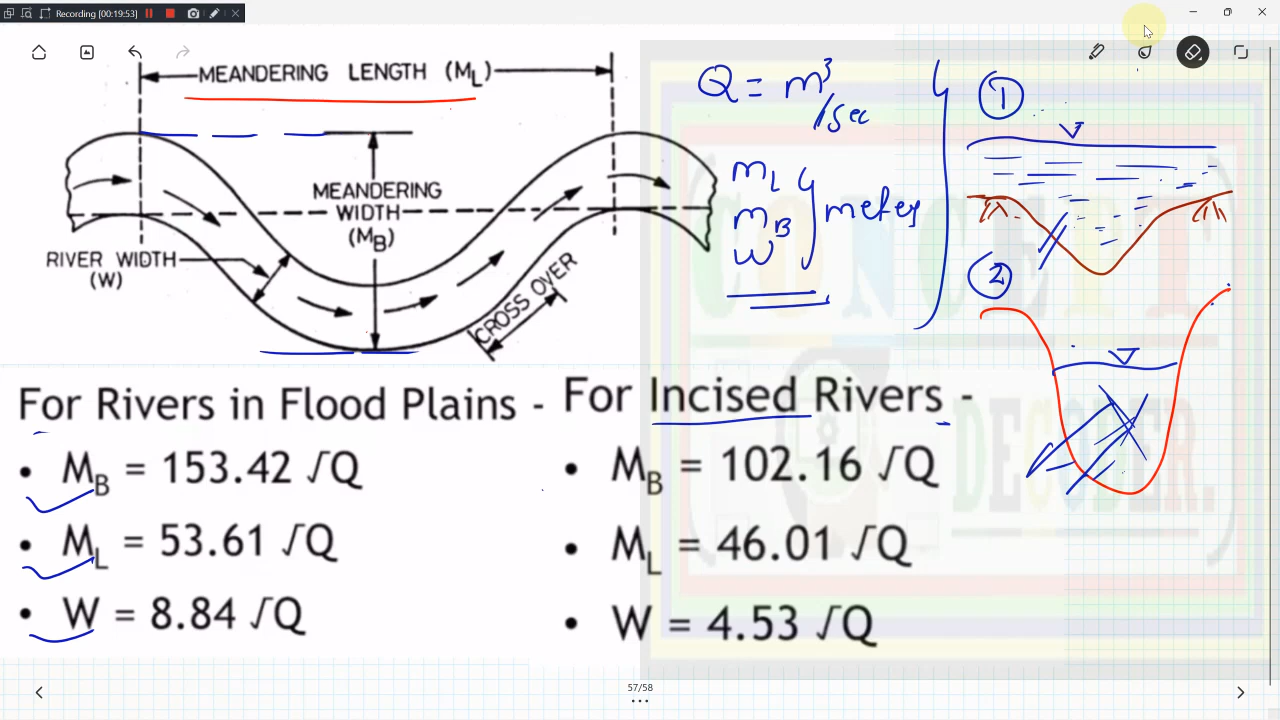 Recording [00:19:53]
MEANDERING LENGTH (ML)
MEANDERING
WIDTH
(MB)
RIVER WIDTH
(W)
CROSS OVER
Q = m³
/sec
mL
mB
W
meter
1
2
For Rivers in Flood Plains -
• MB = 153.42 √Q
• ML = 53.61 √Q
• W = 8.84 √Q
For Incised Rivers -
• MB = 102.16 √Q
• ML = 46.01 √Q
• W = 4.53 √Q
CONCEPT
DECODER.
57/58